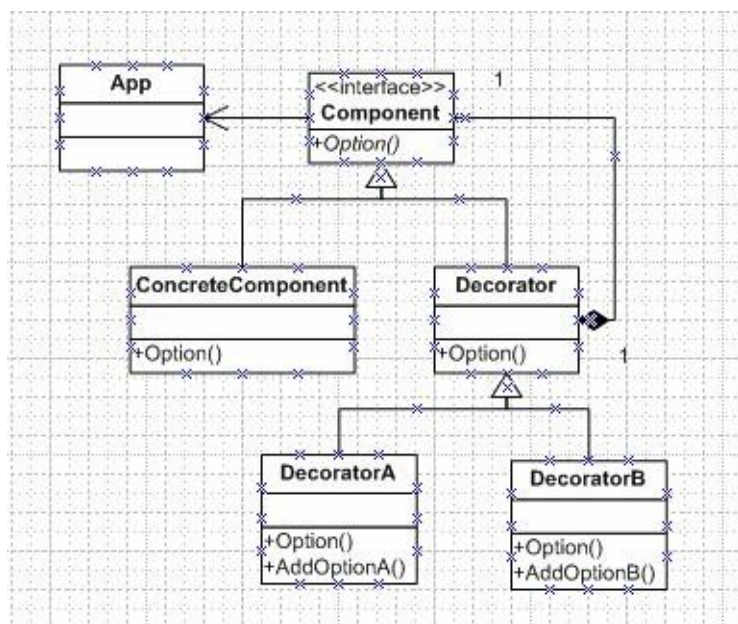 App
<<interface>>
Component
+Option()
1
ConcreteComponent
+Option()
Decorator
+Option()
1
DecoratorA
+Option()
+AddOptionA()
DecoratorB
+Option()
+AddOptionB()